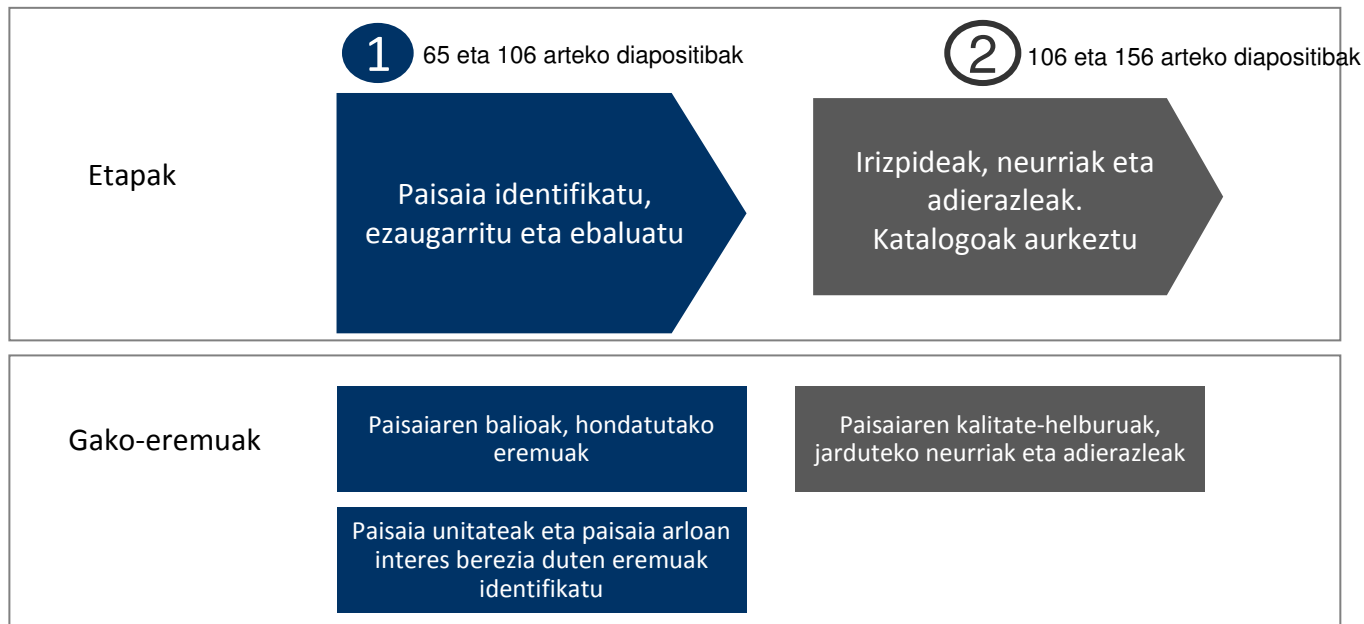 1
65 eta 106 arteko diapositibak
2
106 eta 156 arteko diapositibak
Etapak
Paisaia identifikatu,
ezaugarritu eta ebaluatu
Irizpideak, neurriak eta
adierazleak.
Katalogoak aurkeztu
Gako-eremuak
Paisaiaren balioak, hondatutako
eremuak
Paisaiaren kalitate-helburuak,
jarduteko neurriak eta adierazleak
Paisaia unitateak eta paisaia arloan
interes berezia duten eremuak
identifikatu